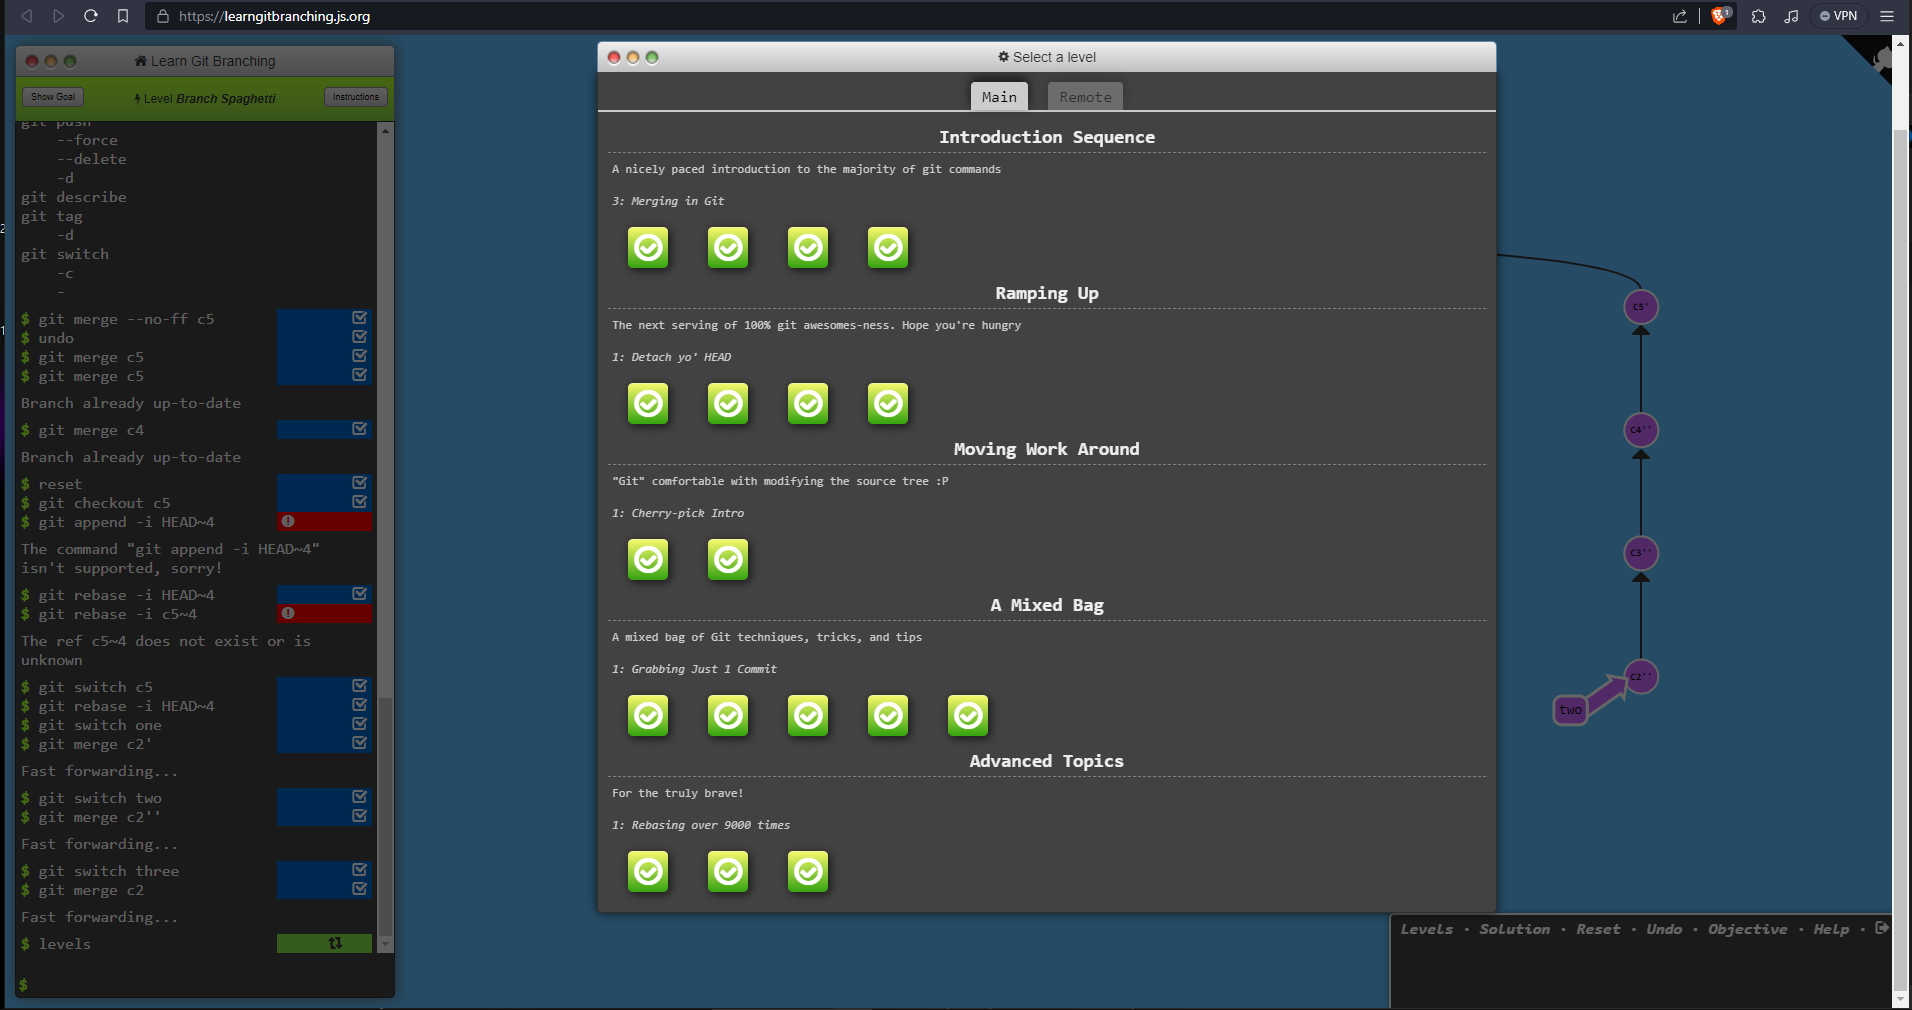 https://learngitbranching.js.org
1
VPN
Learn Git Branching
Show Goal
Level Branch Spaghetti
Instructions
git push
--force
--delete
-d
git describe
git tag
-d
git switch
-c
-
$ git merge --no-ff c5
$ undo
$ git merge c5
$ git merge c5
Branch already up-to-date
$ git merge c4
Branch already up-to-date
$ reset
$ git checkout c5
$ git append -i HEAD~4
The command "git append -i HEAD~4"
isn't supported, sorry!
$ git rebase -i HEAD~4
$ git rebase -i c5~4
The ref c5~4 does not exist or is
unknown
$ git switch c5
$ git rebase -i HEAD~4
$ git switch one
$ git merge c2'
Fast forwarding...
$ git switch two
$ git merge c2''
Fast forwarding...
$ git switch three
$ git merge c2
Fast forwarding...
$ levels
$
Select a level
Main
Remote
Introduction Sequence
A nicely paced introduction to the majority of git commands
3: Merging in Git
Ramping Up
The next serving of 100% git awesomes-ness. Hope you're hungry
1: Detach yo' HEAD
Moving Work Around
"Git" comfortable with modifying the source tree :P
1: Cherry-pick Intro
A Mixed Bag
A mixed bag of Git techniques, tricks, and tips
1: Grabbing Just 1 Commit
Advanced Topics
For the truly brave!
1: Rebasing over 9000 times
C5'
C4''
C3''
C2''
two
Levels · Solution · Reset · Undo · Objective · Help ·
2
1